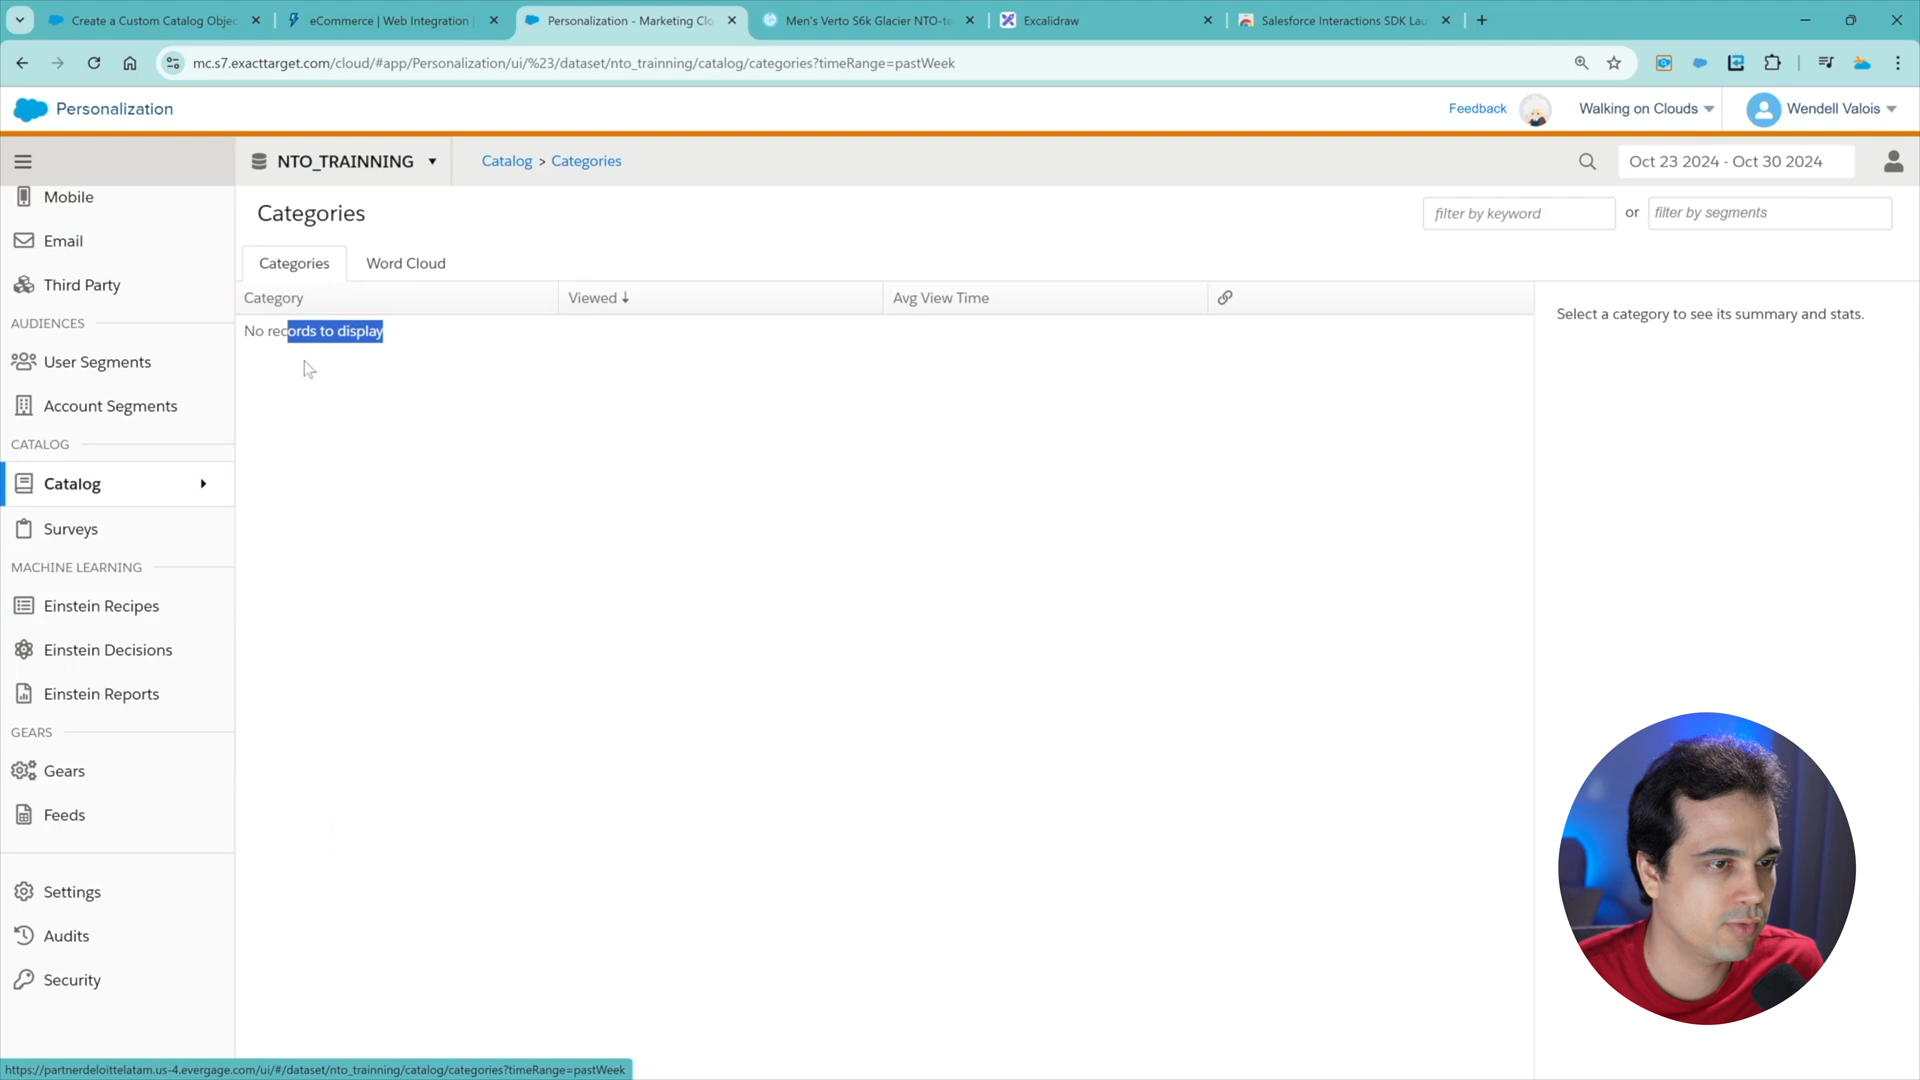 Create a Custom Catalog Objec
eCommerce | Web Integration
Personalization - Marketing Clo
Men's Verto S6k Glacier NTO-te
Excalidraw
Salesforce Interactions SDK Lau
mc.s7.exacttarget.com/cloud/#app/Personalization/ui/%23/dataset/nto_trainning/catalog/categories?timeRange=pastWeek
Personalization
Feedback
Walking on Clouds
Wendell Valois
NTO_TRAINNING
Catalog > Categories
Oct 23 2024 - Oct 30 2024
Mobile
Email
Third Party
AUDIENCES
User Segments
Account Segments
CATALOG
Catalog
Surveys
MACHINE LEARNING
Einstein Recipes
Einstein Decisions
Einstein Reports
GEARS
Gears
Feeds
Settings
Audits
Security
Categories
filter by keyword or filter by segments
Categories
Word Cloud
Category
Viewed
Avg View Time
No records to display
Select a category to see its summary and stats.
https://partnerdeloittelatam.us-4.evergage.com/ui/#/dataset/nto_trainning/catalog/categories?timeRange=pastWeek